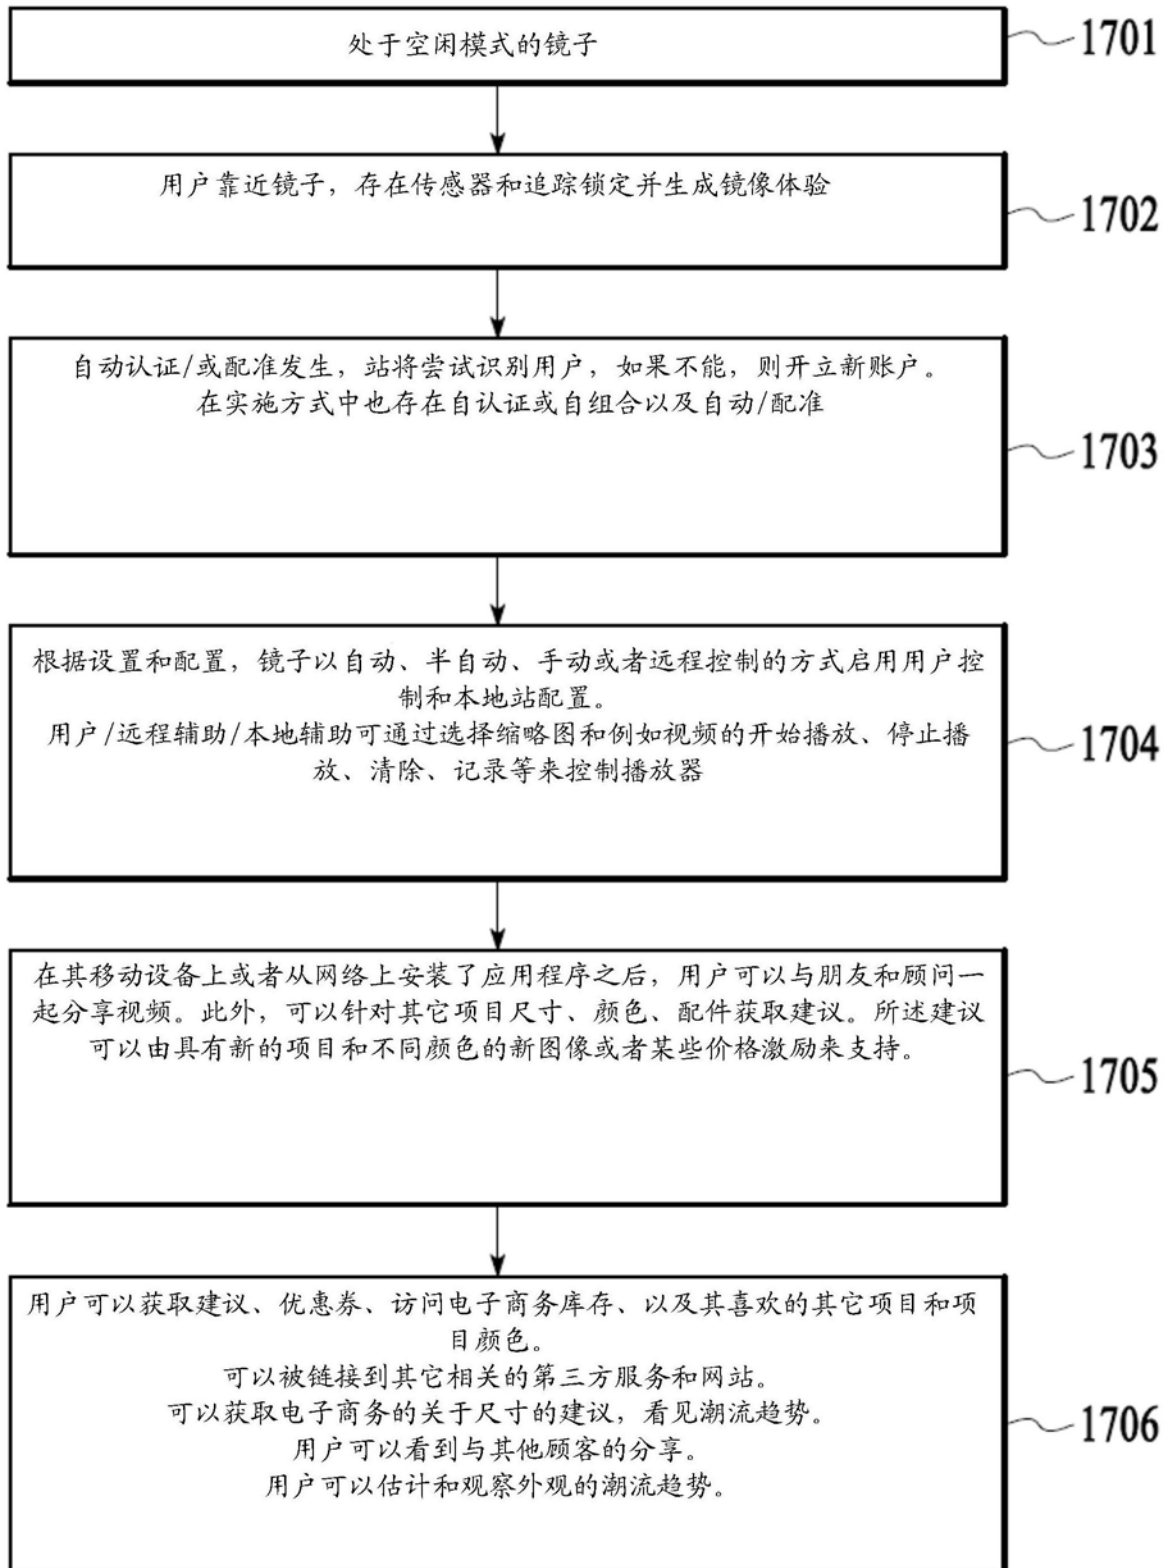 处于空闲模式的镜子
1701
用户靠近镜子，存在传感器和追踪锁定并生成镜像体验
1702
自动认证/或配准发生，站将尝试识别用户，如果不能，则开立新账户。
在实施方式中也存在自认证或自组合以及自动/配准
1703
根据设置和配置，镜子以自动、半自动、手动或者远程控制的方式启用用户控
制和本地站配置。
用户/远程辅助/本地辅助可通过选择缩略图和例如视频的开始播放、停止播
放、清除、记录等来控制播放器
1704
在其移动设备上或者从网络上安装了应用程序之后，用户可以与朋友和顾问一
起分享视频。此外，可以针对其它项目尺寸、颜色、配件获取建议。所述建议
可以由具有新的项目和不同颜色的新图像或者某些价格激励来支持。
1705
用户可以获取建议、优惠券、访问电子商务库存、以及其喜欢的其它项目和项
目颜色。
可以被链接到其它相关的第三方服务和网站。
可以获取电子商务的关于尺寸的建议，看见潮流趋势。
用户可以看到与其他顾客的分享。
用户可以估计和观察外观的潮流趋势。
1706